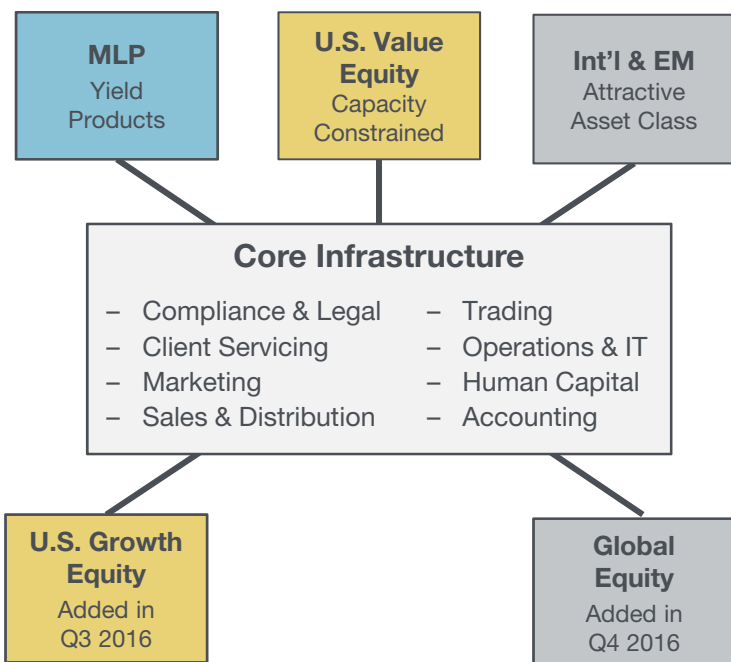 MLP
Yield
Products
U.S. Value
Equity
Capacity
Constrained
Int'l & EM
Attractive
Asset Class
Core Infrastructure
– Compliance & Legal
– Client Servicing
– Marketing
– Sales & Distribution
– Trading
– Operations & IT
– Human Capital
– Accounting
U.S. Growth
Equity
Added in
Q3 2016
Global
Equity
Added in
Q4 2016